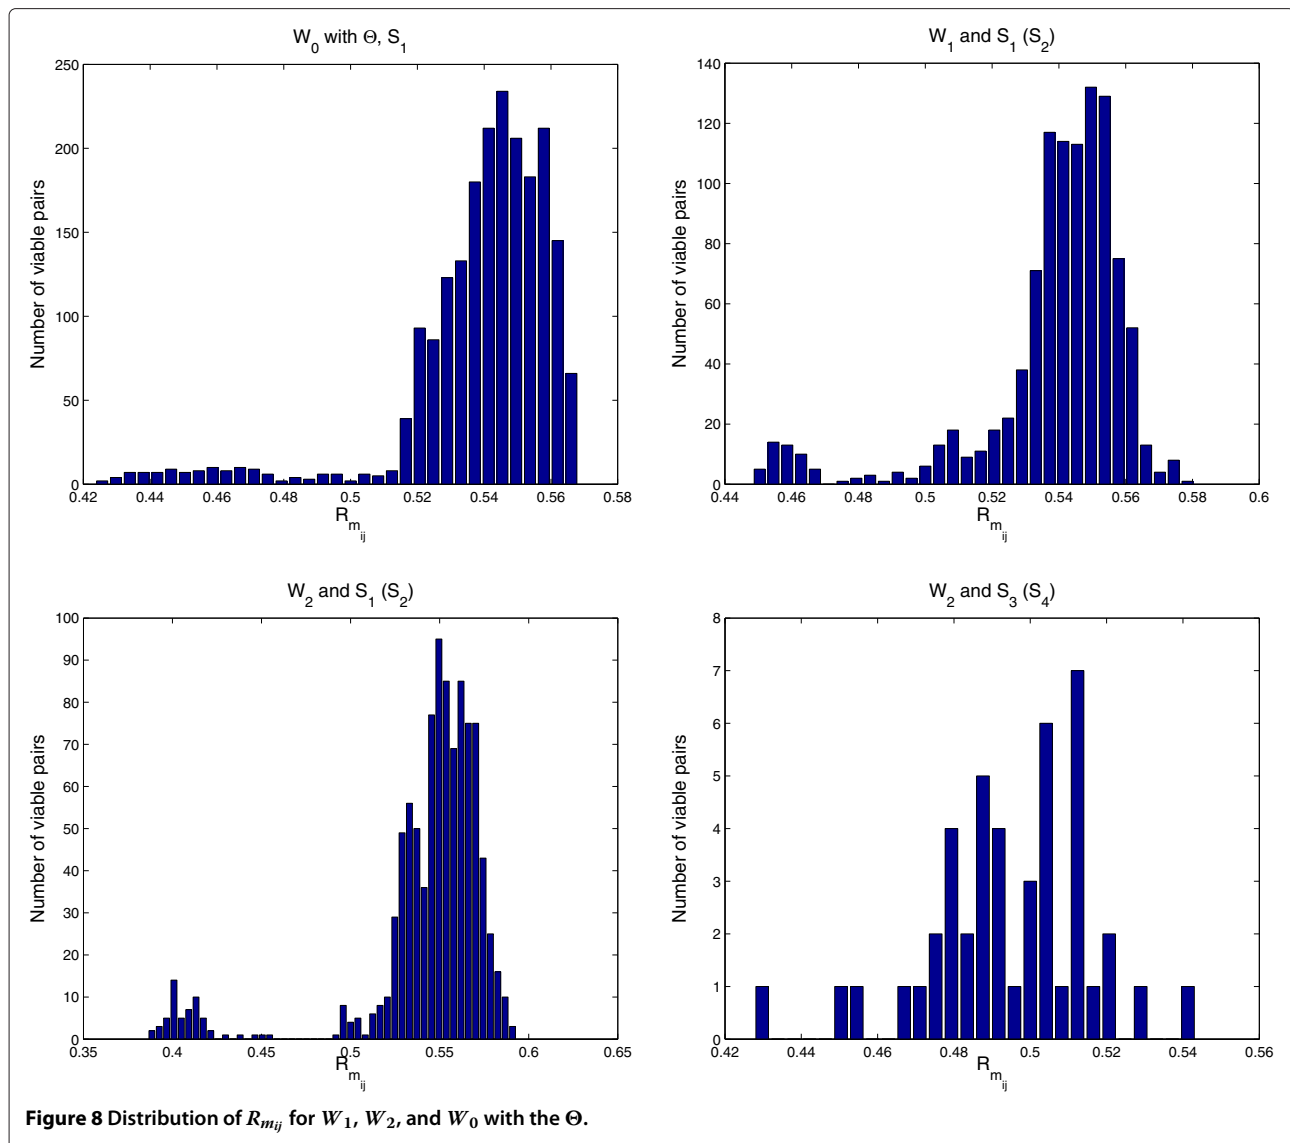 W0 with Θ, S1
250
200
150
100
50
0
Number of viable pairs
0.42 0.44 0.46 0.48 0.5 0.52 0.54 0.56 0.58
Rmij
W1 and S1 (S2)
140
120
100
80
60
40
20
0
Number of viable pairs
0.44 0.46 0.48 0.5 0.52 0.54 0.56 0.58 0.6
Rmij
W2 and S1 (S2)
100
90
80
70
60
50
40
30
20
10
0
Number of viable pairs
0.35 0.4 0.45 0.5 0.55 0.6 0.65
Rmij
W2 and S3 (S4)
8
7
6
5
4
3
2
1
0
Number of viable pairs
0.42 0.44 0.46 0.48 0.5 0.52 0.54 0.56
Rmij
Figure 8 Distribution of Rmij for W1, W2, and W0 with the Θ.